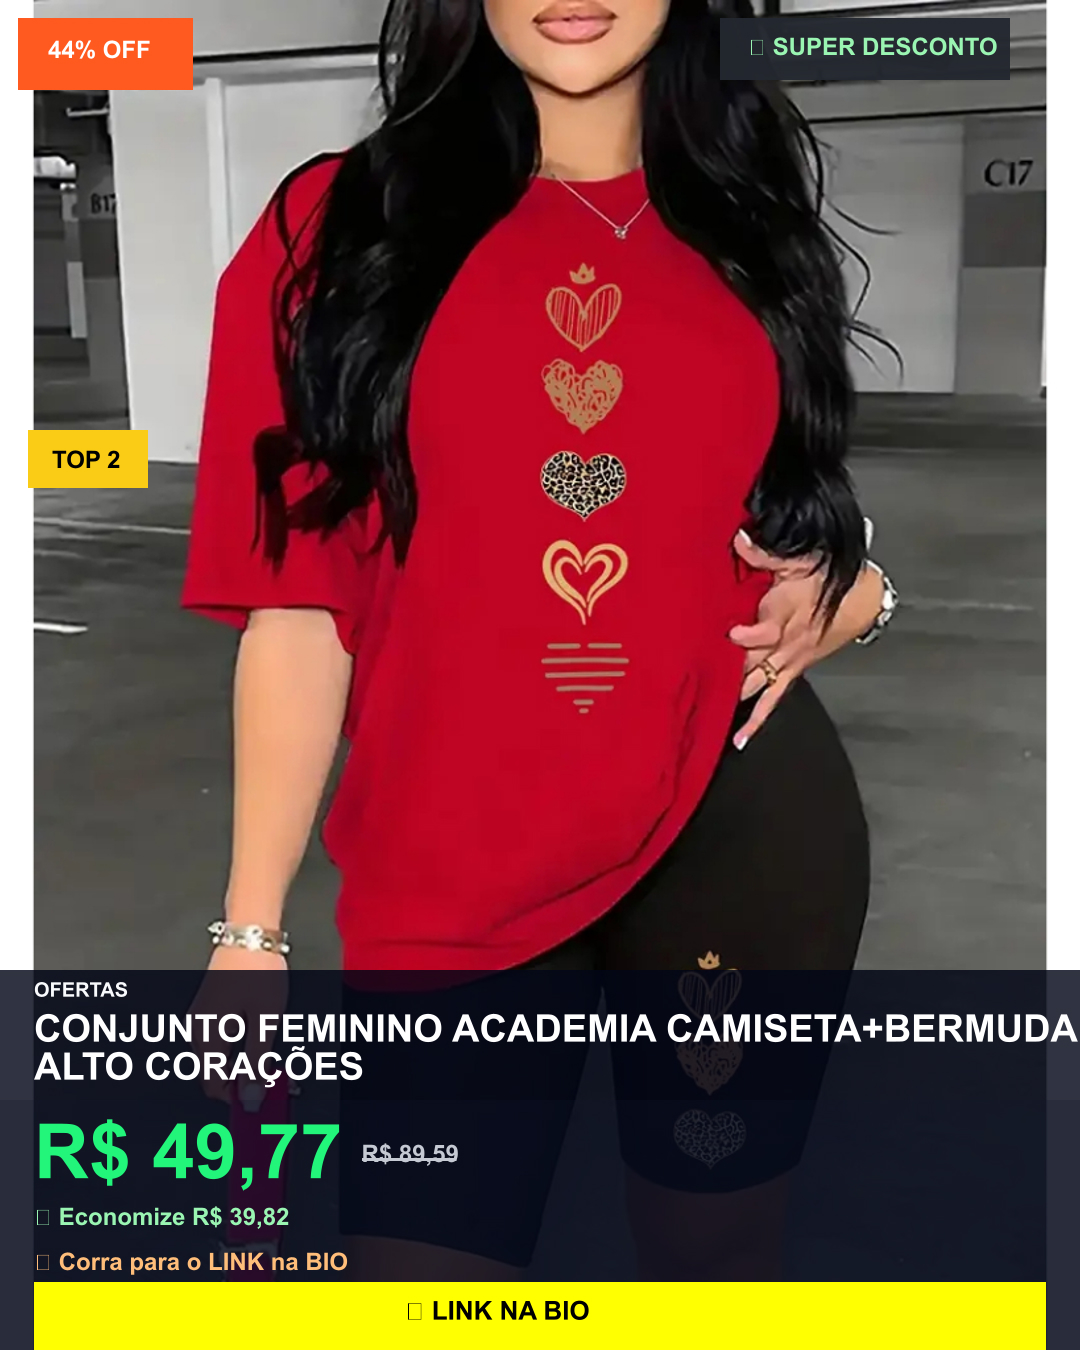 44% OFF
SUPER DESCONTO
C17
B17
TOP 2
OFERTAS
CONJUNTO FEMININO ACADEMIA CAMISETA+BERMUDA
ALTO CORAÇÕES
R$ 49,77 R$ 89,59
Economize R$ 39,82
Corra para o LINK na BIO
LINK NA BIO